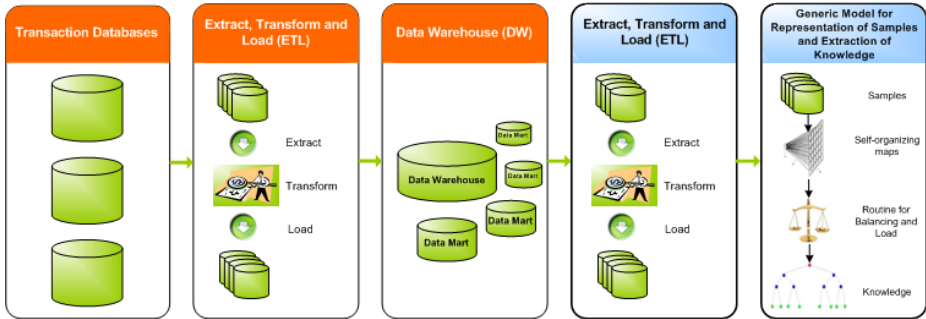 Transaction Databases
Extract, Transform and
Load (ETL)
Extract
Transform
Load
Data Warehouse (DW)
Data Mart
Data Mart
Data Warehouse
Data Mart
Data Mart
Extract, Transform and
Load (ETL)
Extract
Transform
Load
Generic Model for
Representation of Samples
and Extraction of
Knowledge
Samples
Self-organizing
maps
Routine for
Balancing and
Load
Knowledge